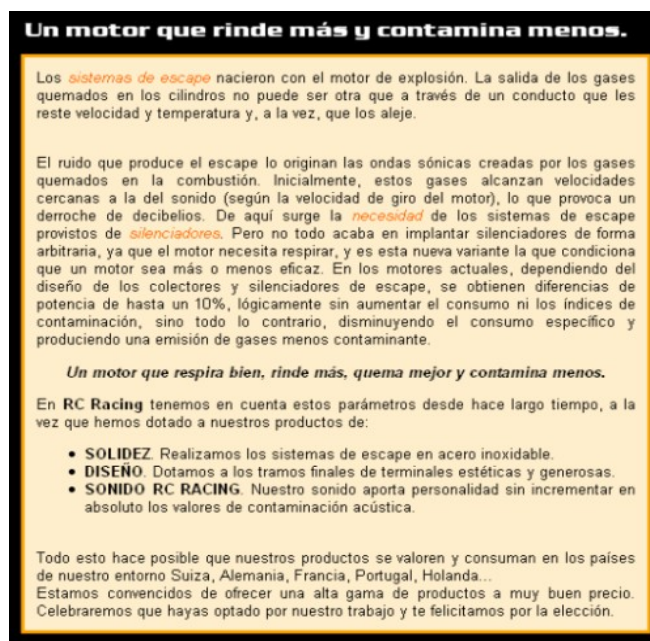 Un motor que rinde más y contamina menos.
Los sistemas de escape nacieron con el motor de explosión. La salida de los gases
quemados en los cilindros no puede ser otra que a través de un conducto que les
reste velocidad y temperatura y, a la vez, que los aleje.
El ruido que produce el escape lo originan las ondas sónicas creadas por los gases
quemados en la combustión. Inicialmente, estos gases alcanzan velocidades
cercanas a la del sonido (según la velocidad de giro del motor), lo que provoca un
derroche de decibelios. De aquí surge la necesidad de los sistemas de escape
provistos de silenciadores. Pero no todo acaba en implantar silenciadores de forma
arbitraria, ya que el motor necesita respirar, y es esta nueva variante la que condiciona
que un motor sea más o menos eficaz. En los motores actuales, dependiendo del
diseño de los colectores y silenciadores de escape, se obtienen diferencias de
potencia de hasta un 10%, lógicamente sin aumentar el consumo ni los índices de
contaminación, sino todo lo contrario, disminuyendo el consumo específico y
produciendo una emisión de gases menos contaminante.
Un motor que respira bien, rinde más, quema mejor y contamina menos.
En RC Racing tenemos en cuenta estos parámetros desde hace largo tiempo, a la
vez que hemos dotado a nuestros productos de:
• SOLIDEZ. Realizamos los sistemas de escape en acero inoxidable.
• DISEÑO. Dotamos a los tramos finales de terminales estéticas y generosas.
• SONIDO RC RACING. Nuestro sonido aporta personalidad sin incrementar en
absoluto los valores de contaminación acústica.
Todo esto hace posible que nuestros productos se valoren y consuman en los países
de nuestro entorno Suiza, Alemania, Francia, Portugal, Holanda...
Estamos convencidos de ofrecer una alta gama de productos a muy buen precio.
Celebraremos que hayas optado por nuestro trabajo y te felicitamos por la elección.